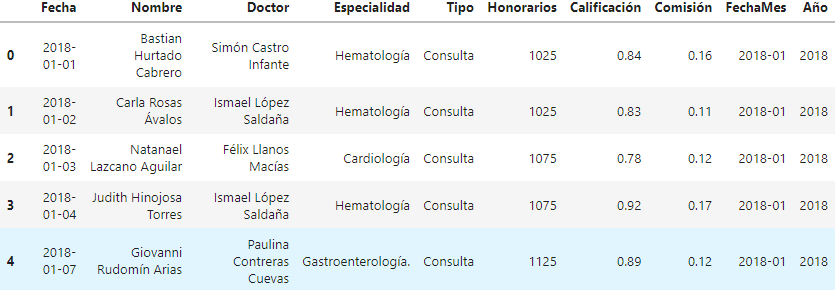 Fecha Nombre Doctor Especialidad Tipo Honorarios Calificación Comisión FechaMes Año
0 2018-01-01 Bastian Hurtado Cabrero Simón Castro Infante Hematología Consulta 1025 0.84 0.16 2018-01 2018
1 2018-01-02 Carla Rosas Ávalos Ismael López Saldaña Hematología Consulta 1025 0.83 0.11 2018-01 2018
2 2018-01-03 Natanael Lazcano Aguilar Félix Llanos Macías Cardiología Consulta 1075 0.78 0.12 2018-01 2018
3 2018-01-04 Judith Hinojosa Torres Ismael López Saldaña Hematología Consulta 1075 0.92 0.17 2018-01 2018
4 2018-01-07 Giovanni Rudomín Arias Paulina Contreras Cuevas Gastroenterología. Consulta 1125 0.89 0.12 2018-01 2018